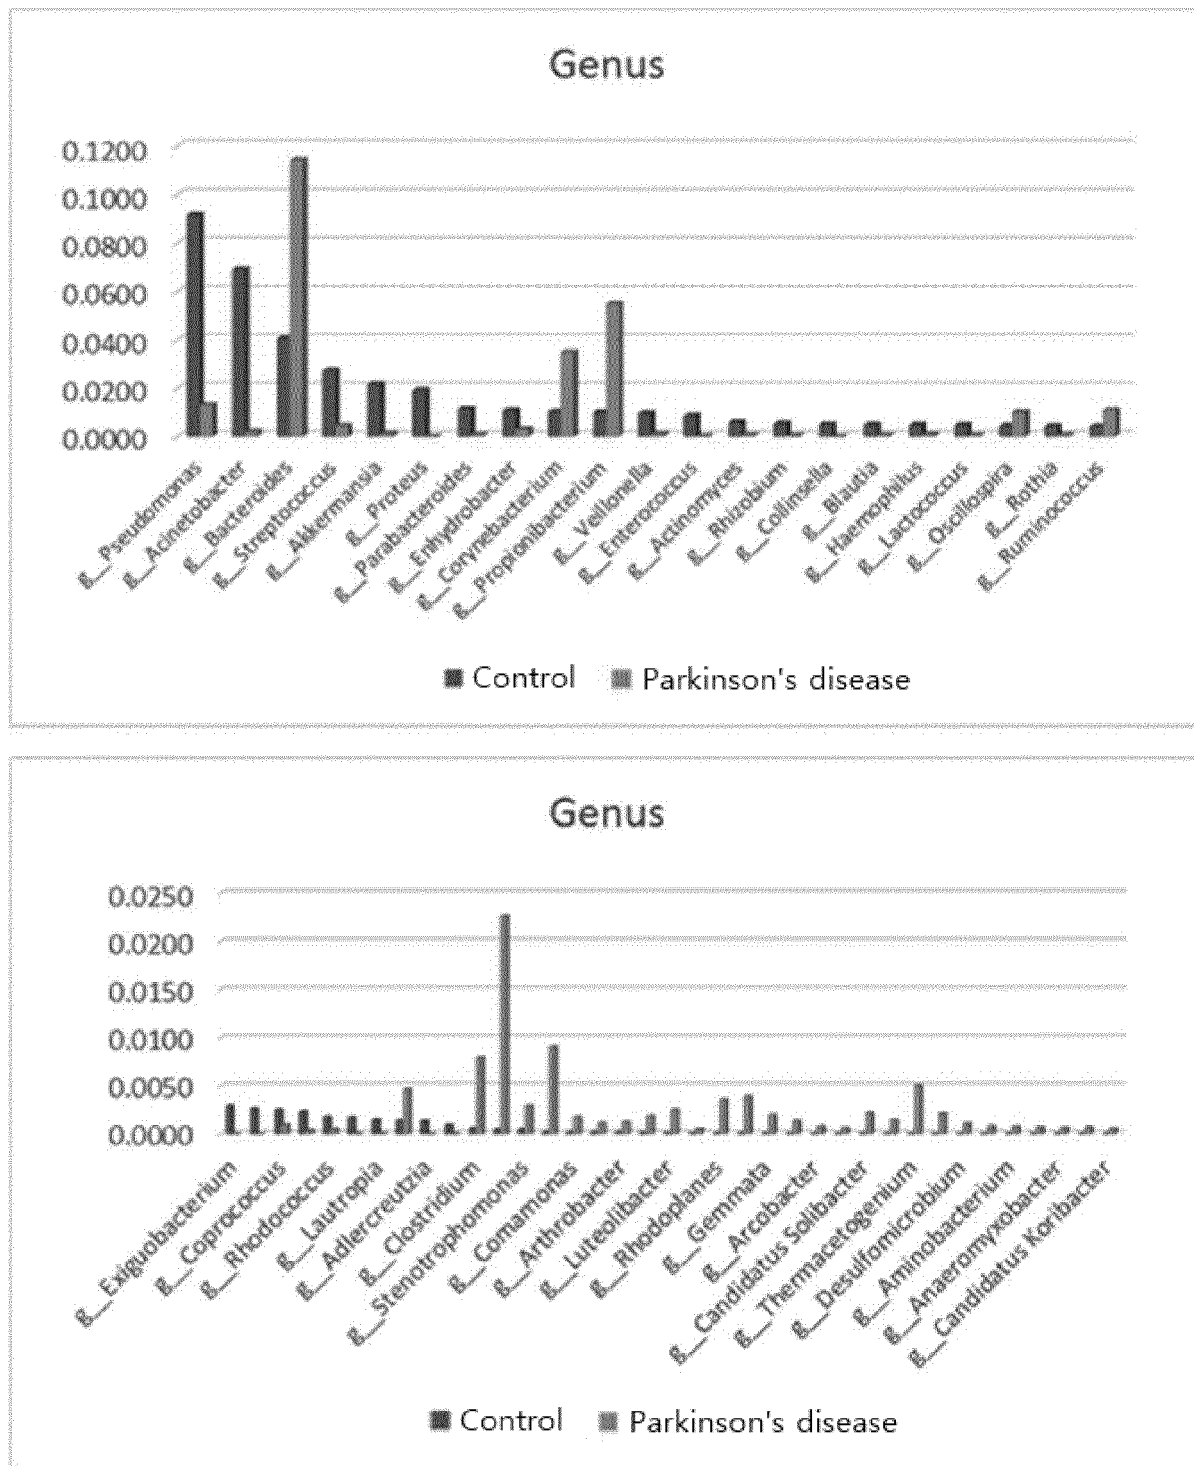 Genus
0.1200
0.1000
0.0800
0.0600
0.0400
0.0200
0.0000
g__Pseudomonas
g__Acinetobacter
g__Bacteroides
g__Streptococcus
g__Akkermansia
g__Proteus
g__Parabacteroides
g__Enhydrobacter
g__Corynebacterium
g__Propionibacterium
g__Veillonella
g__Enterococcus
g__Actinomyces
g__Rhizobium
g__Collinsella
g__Blautia
g__Haemophilus
g__Lactococcus
g__Oscillospira
g__Rothia
g__Ruminococcus
Control Parkinson's disease
Genus
0.0250
0.0200
0.0150
0.0100
0.0050
0.0000
g__Exiguobacterium
g__Coprococcus
g__Rhodococcus
g__Lautropia
g__Adlercreutzia
g__Clostridium
g__Stenotrophomonas
g__Comamonas
g__Arthrobacter
g__Luteolibacter
g__Rhodoplanes
g__Gemmata
g__Arcobacter
g__Candidatus Solibacter
g__Thermacetogenium
g__Desulfomicrobium
g__Aminobacterium
g__Anaeromyxobacter
g__Candidatus Koribacter
Control Parkinson's disease